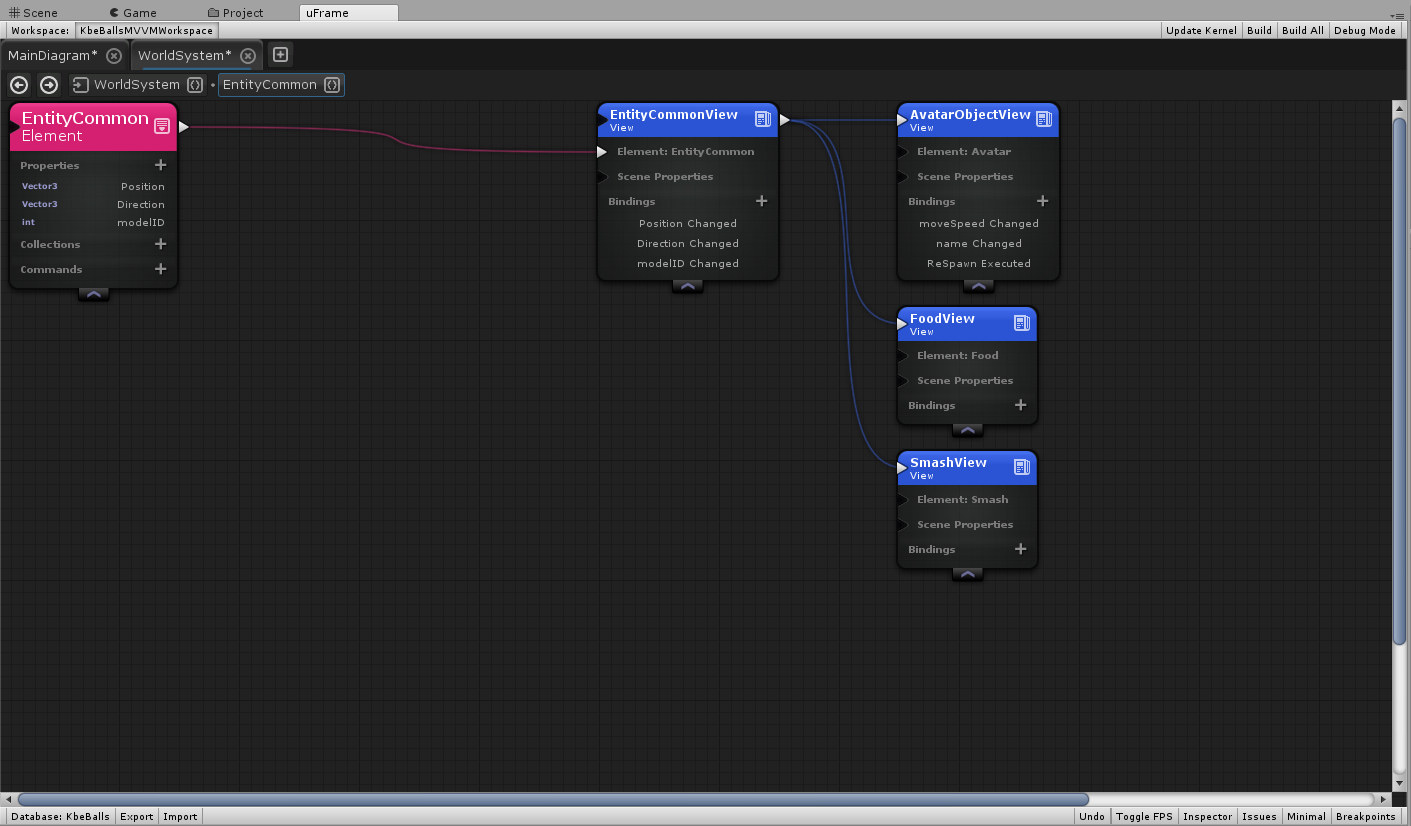 Scene Game Project uFrame
Workspace: KbeBallsMVVMWorkspace Update Kernel Build Build All Debug Mode
MainDiagram* WorldSystem*
WorldSystem EntityCommon
EntityCommon
Element
Properties
Vector3 Position
Vector3 Direction
int modelID
Collections
Commands
EntityCommonView
View
Element: EntityCommon
Scene Properties
Bindings
Position Changed
Direction Changed
modelID Changed
AvatarObjectView
View
Element: Avatar
Scene Properties
Bindings
moveSpeed Changed
name Changed
ReSpawn Executed
FoodView
View
Element: Food
Scene Properties
Bindings
SmashView
View
Element: Smash
Scene Properties
Bindings
Database: KbeBalls Export Import Undo Toggle FPS Inspector Issues Minimal Breakpoints